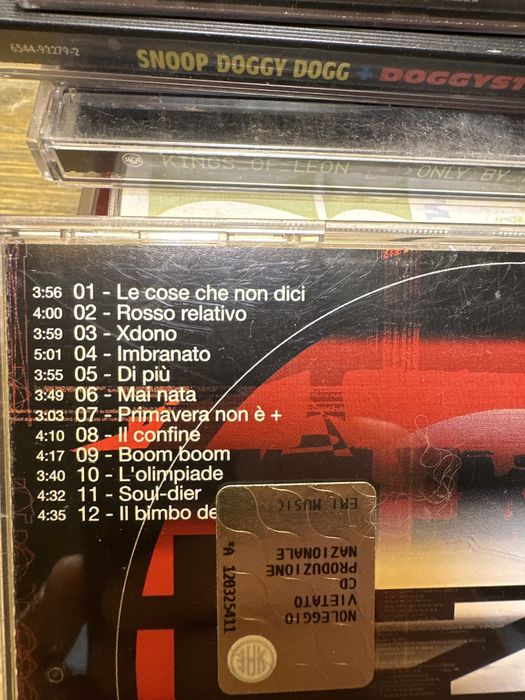 6544-92279-2 SNOOP DOGGY DOGG + DOGGYST
RCA KINGS OF LEON ONLY BY
3:56 01 - Le cose che non dici
4:00 02 - Rosso relativo
3:59 03 - Xdono
5:01 04 - Imbranato
3:55 05 - Di più
3:49 06 - Mai nata
3:03 07 - Primavera non è +
4:10 08 - Il confine
4:17 09 - Boom boom
3:40 10 - L'olimpiade
4:32 11 - Soul-dier
4:35 12 - Il bimbo de
EMI MUSIC
NOLEGGIO
VIETATO
CD
PRODUZIONE
NAZIONALE
*A 120325411
SIAE